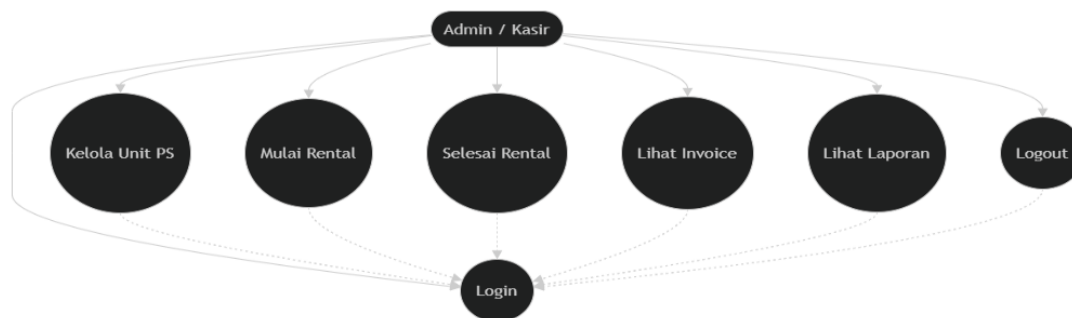 Admin / Kasir
Kelola Unit PS
Mulai Rental
Selesai Rental
Lihat Invoice
Lihat Laporan
Logout
Login